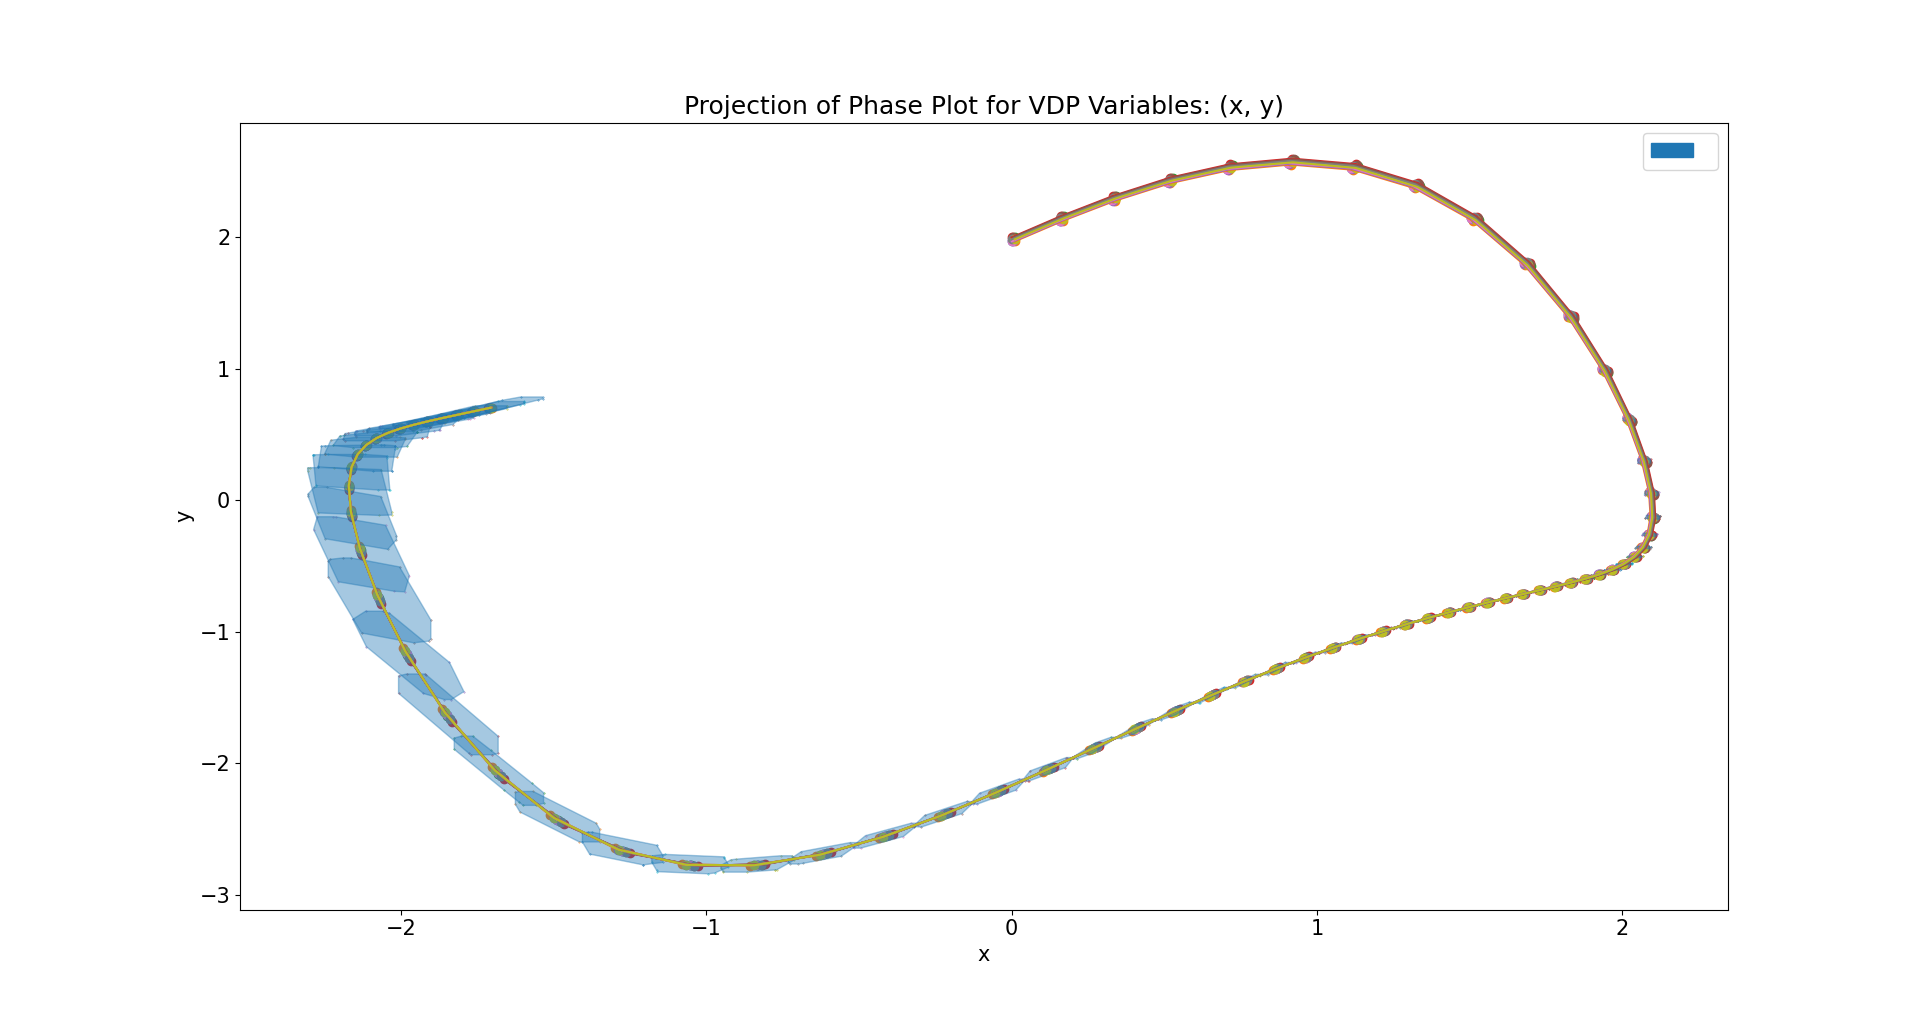 Projection of Phase Plot for VDP Variables: (x, y)
2
1
0
−1
−2
−3
y
−2 −1 0 1 2
x